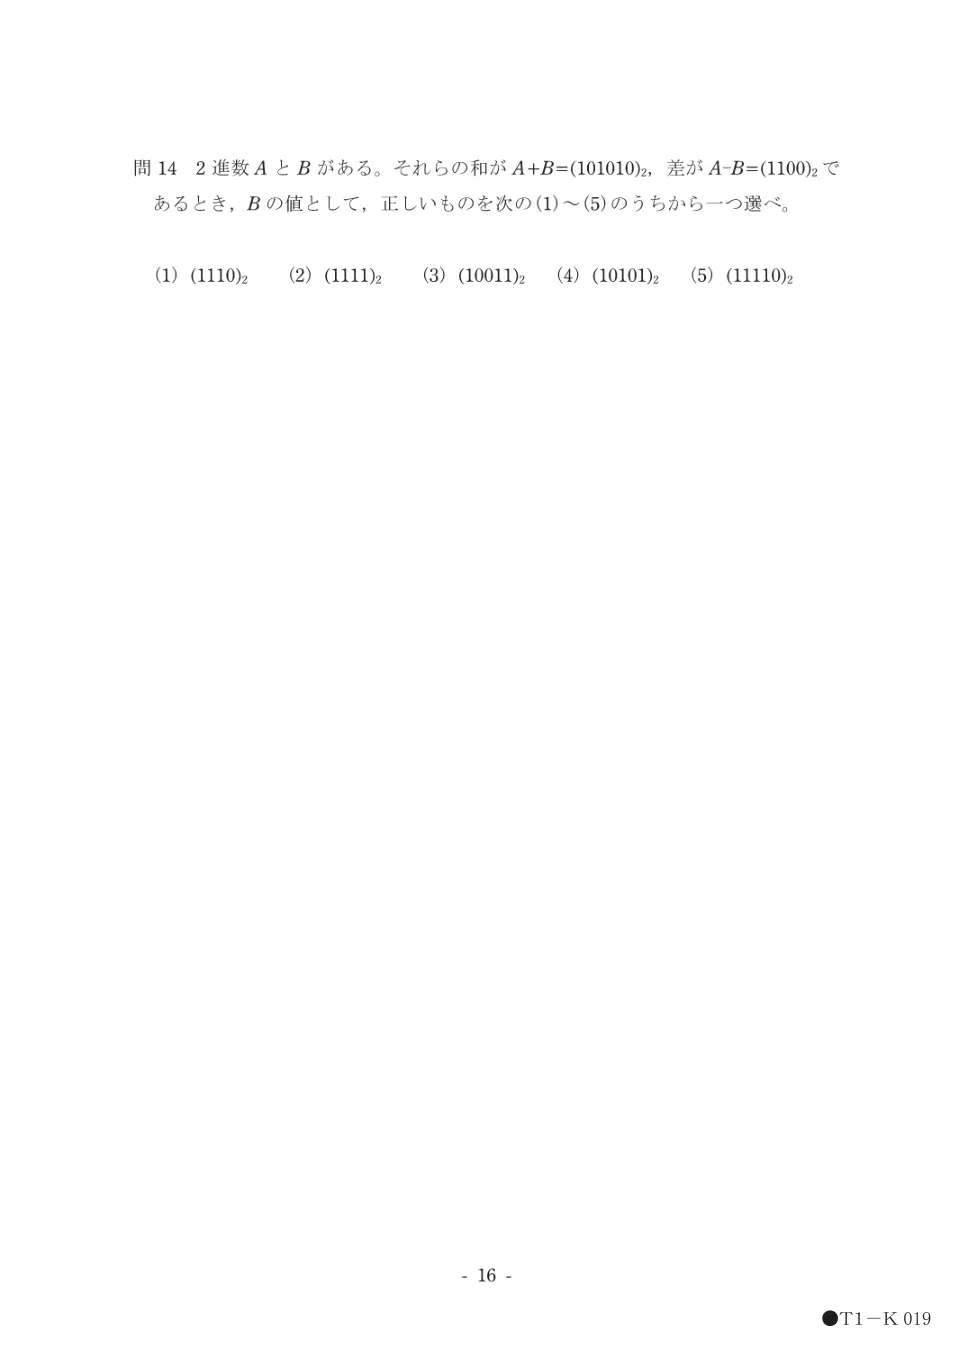 問 14　2 進数 A と B がある。それらの和が A+B=(101010)₂，差が A-B=(1100)₂ で
あるとき，B の値として，正しいものを次の(1)～(5)のうちから一つ選べ。
(1) (1110)₂　(2) (1111)₂　(3) (10011)₂　(4) (10101)₂　(5) (11110)₂
- 16 -
●T1－K 019